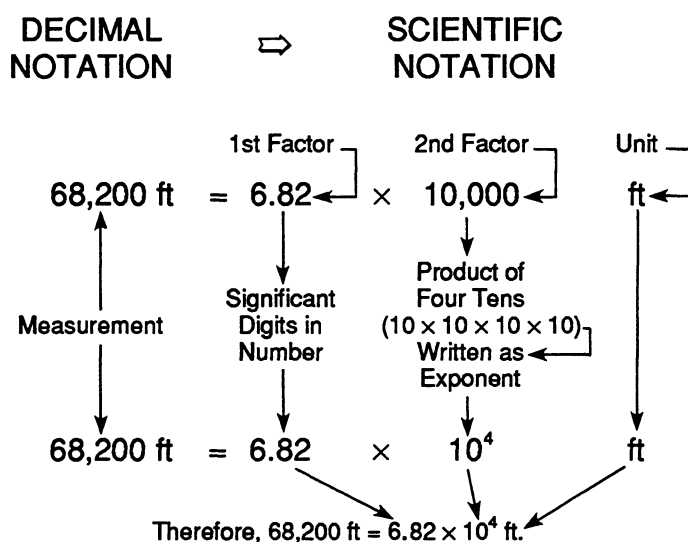 DECIMAL NOTATION ⇨ SCIENTIFIC NOTATION
1st Factor 2nd Factor Unit
68,200 ft = 6.82 × 10,000 ft
Measurement
Significant
Digits in
Number
Product of
Four Tens
(10 × 10 × 10 × 10)
Written as
Exponent
68,200 ft = 6.82 × 10⁴ ft
Therefore, 68,200 ft = 6.82 × 10⁴ ft.